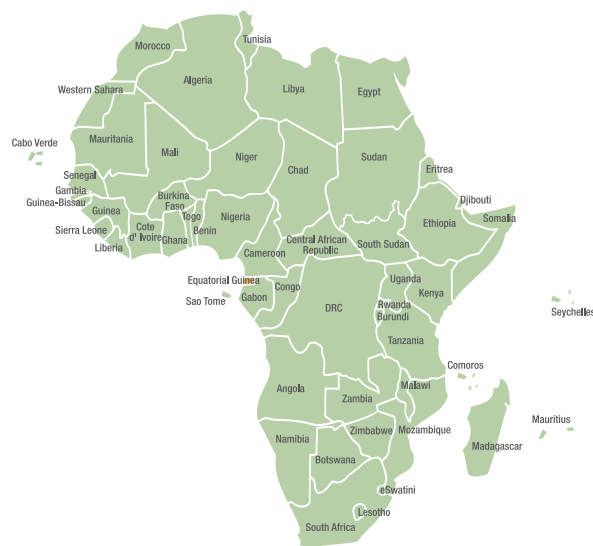 Tunisia
Morocco
Algeria
Libya
Egypt
Western Sahara
Mauritania
Cabo Verde
Mali
Niger
Chad
Sudan
Eritrea
Senegal
Gambia
Guinea-Bissau
Guinea
Sierra Leone
Liberia
Cote
d' Ivoire
Burkina
Faso
Ghana
Togo
Benin
Nigeria
Djibouti
Somalia
Ethiopia
Central African
Republic
South Sudan
Cameroon
Equatorial Guinea
Sao Tome
Gabon
Congo
DRC
Uganda
Kenya
Rwanda
Burundi
Tanzania
Seychelles
Comoros
Angola
Zambia
Malawi
Mozambique
Zimbabwe
Mauritius
Madagascar
Namibia
Botswana
eSwatini
Lesotho
South Africa